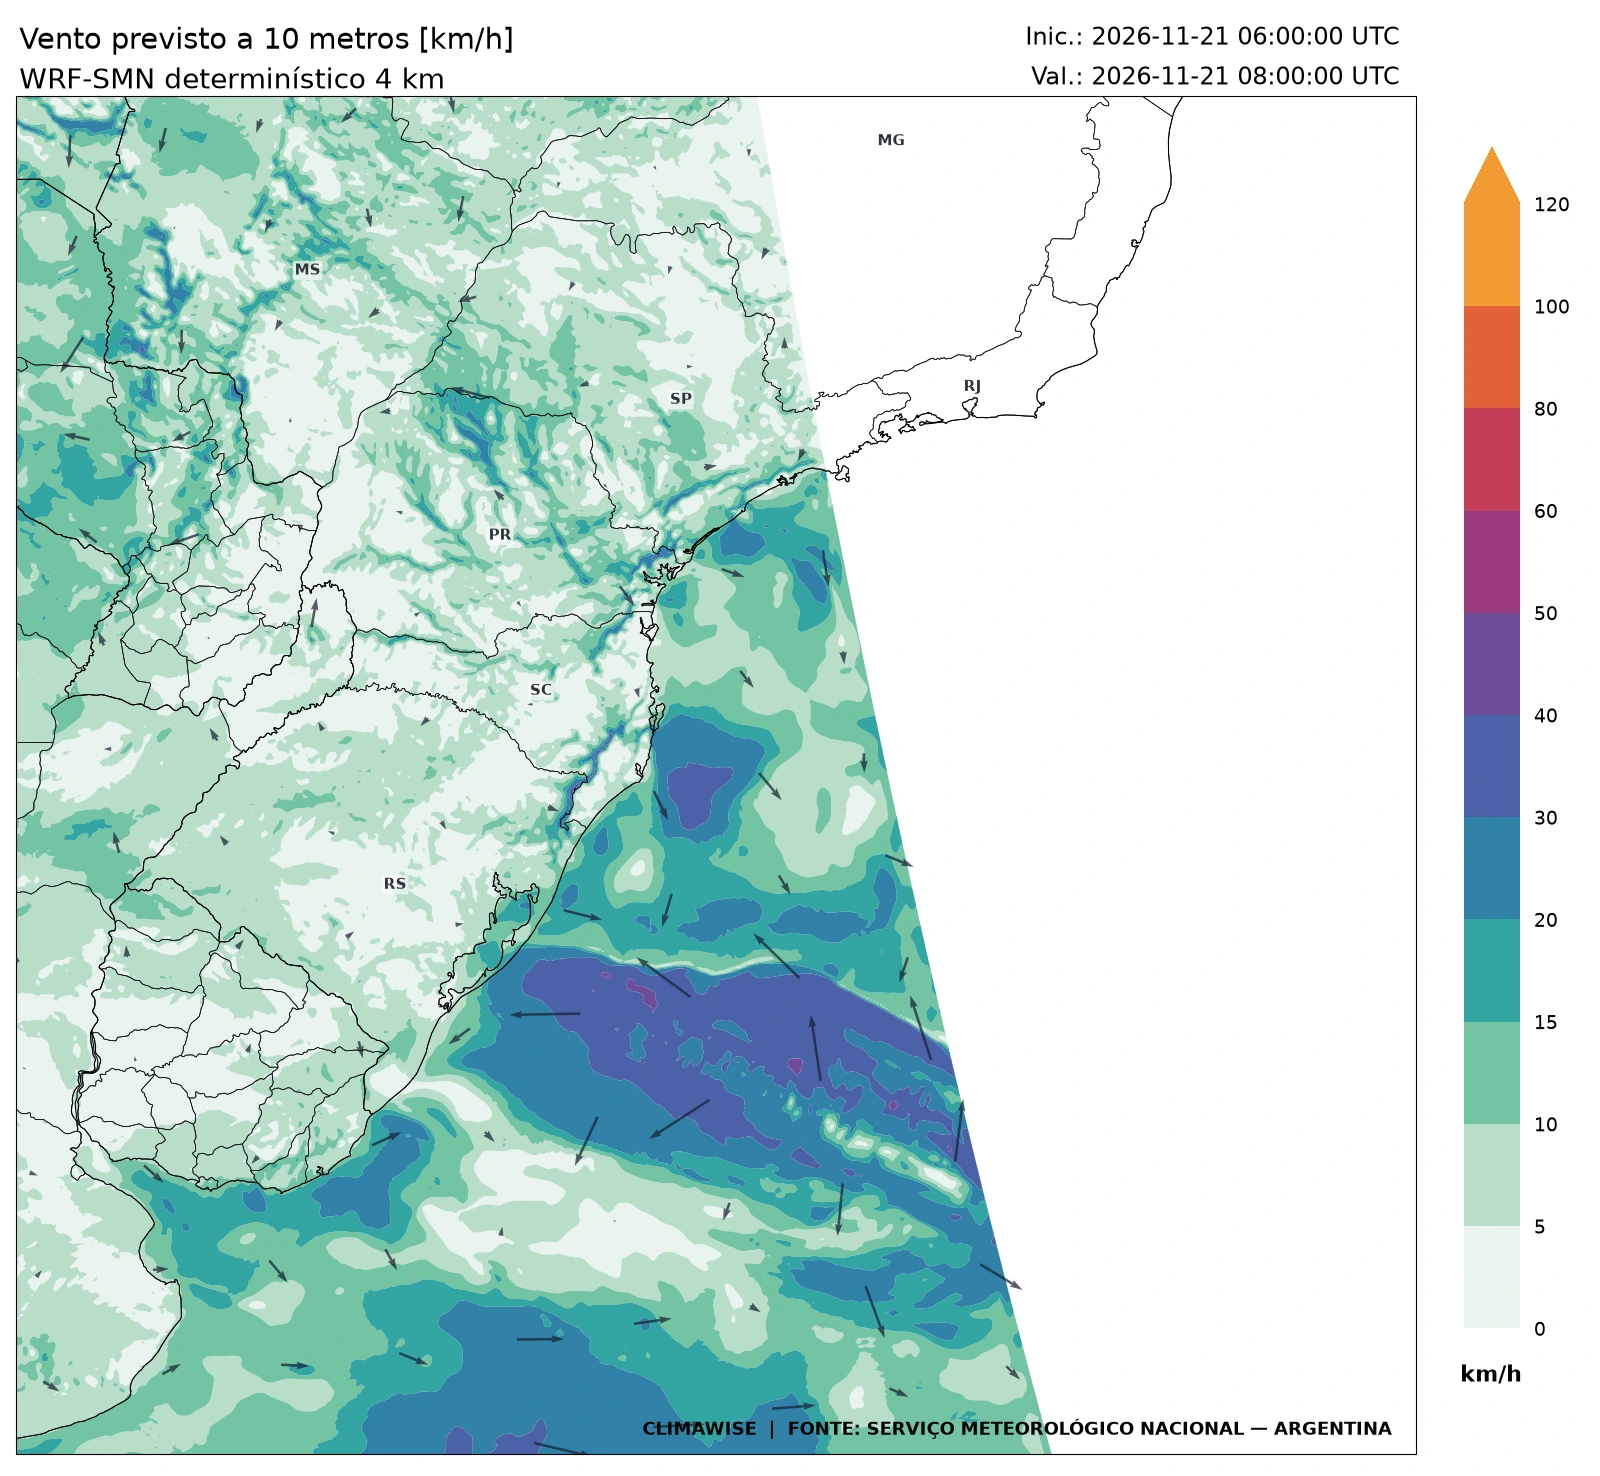 Vento previsto a 10 metros [km/h]
WRF-SMN determinístico 4 km
Inic.: 2026-11-21 06:00:00 UTC
Val.: 2026-11-21 08:00:00 UTC
MG
MS
RJ
SP
PR
SC
RS
120
100
80
60
50
40
30
20
15
10
5
0
km/h
CLIMAWISE | FONTE: SERVIÇO METEOROLÓGICO NACIONAL — ARGENTINA